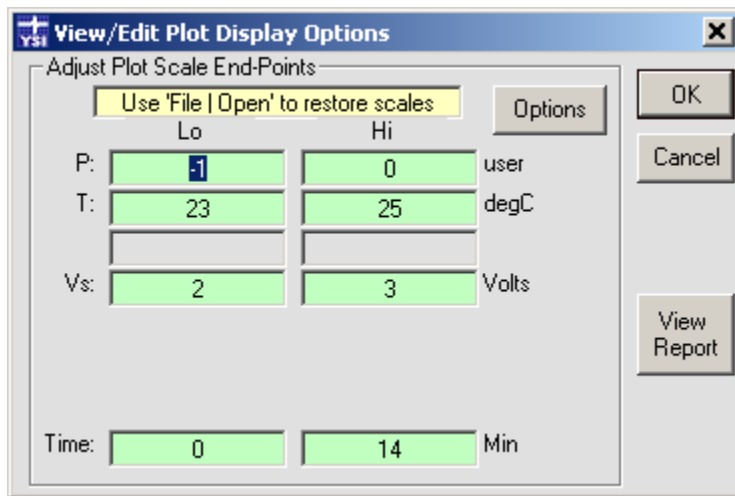 YSI View/Edit Plot Display Options
Adjust Plot Scale End-Points
Use 'File | Open' to restore scales
Options
OK
Lo Hi
P: -1 0 user
Cancel
T: 23 25 degC
Vs: 2 3 Volts
View
Report
Time: 0 14 Min